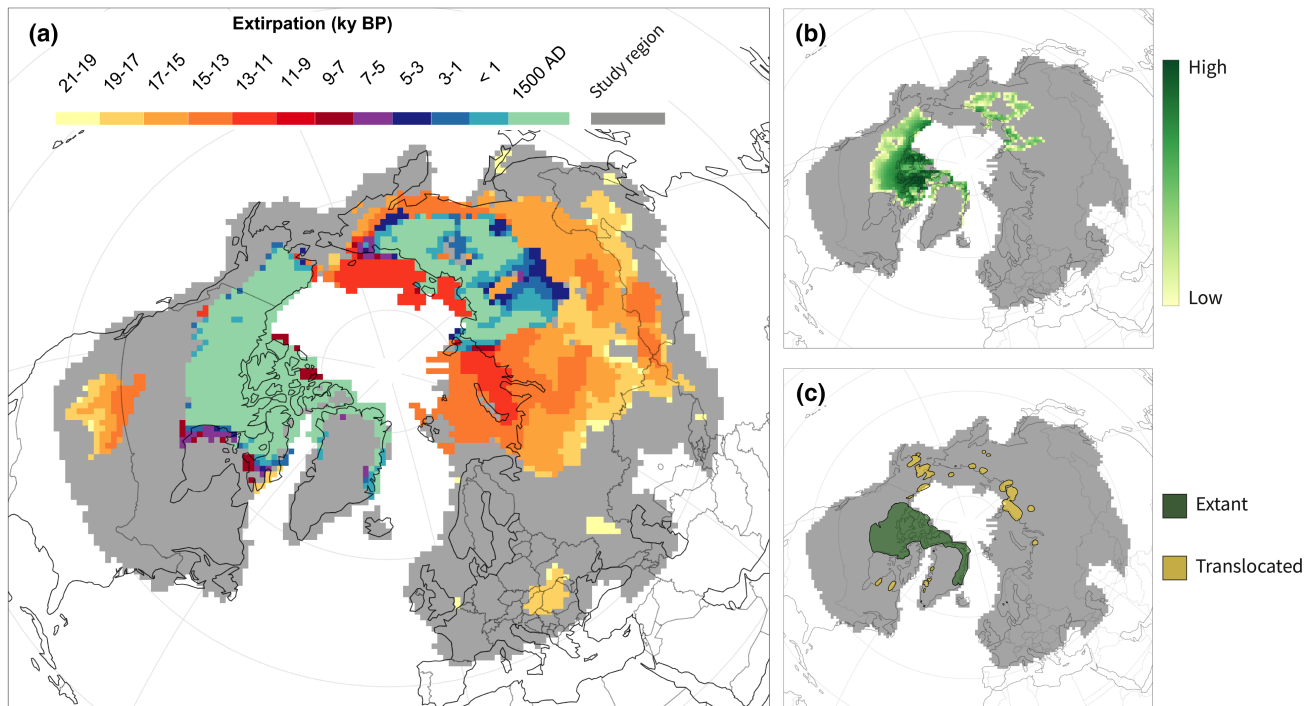 (a)
Extirpation (ky BP)
21-19
19-17
17-15
15-13
13-11
11-9
9-7
7-5
5-3
3-1
< 1
1500 AD
Study region
(b)
High
Low
(c)
Extant
Translocated